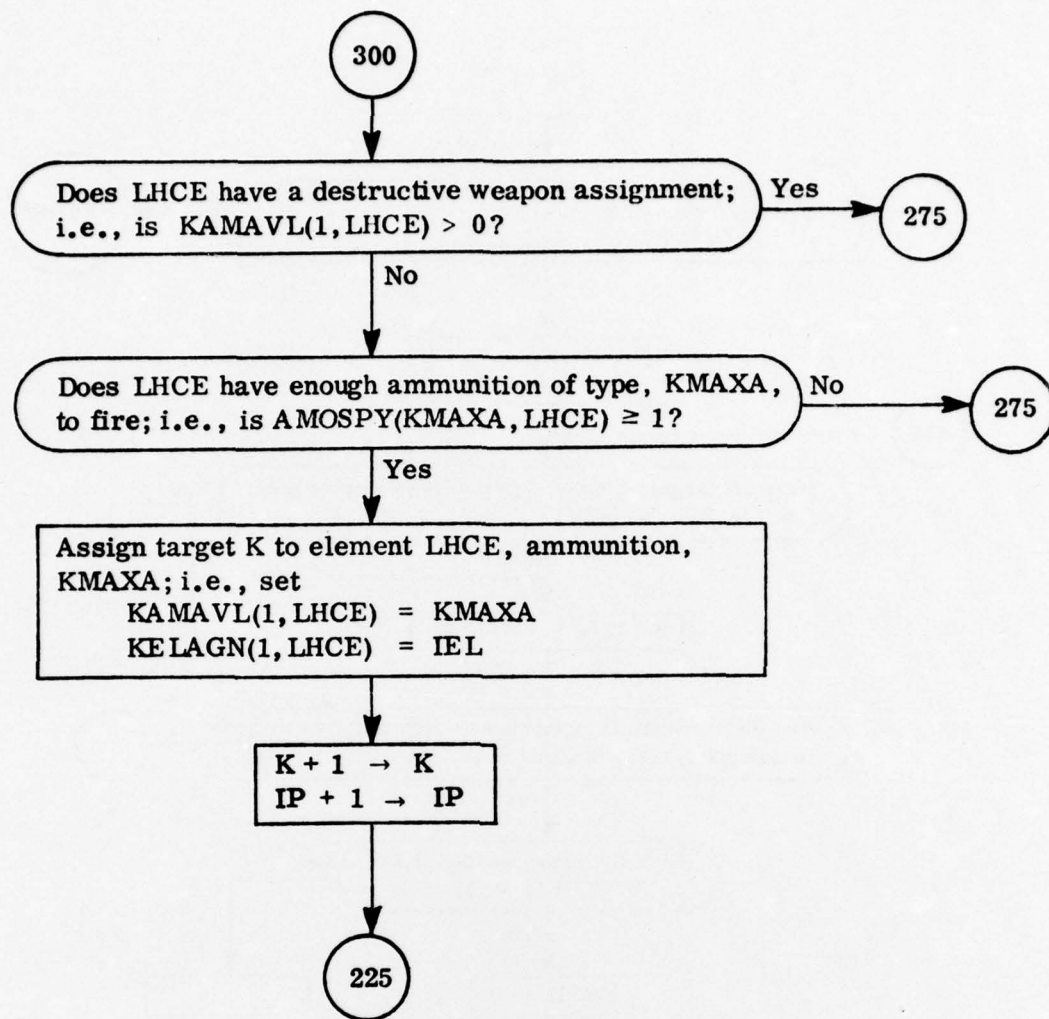 300
Does LHCE have a destructive weapon assignment;
i.e., is KAMAVL(1,LHCE) > 0?
Yes
275
No
Does LHCE have enough ammunition of type, KMAXA,
to fire; i.e., is AMOSPY(KMAXA,LHCE) ≥ 1?
No
275
Yes
Assign target K to element LHCE, ammunition,
KMAXA; i.e., set
KAMAVL(1,LHCE) = KMAXA
KELAGN(1,LHCE) = IEL
K + 1 → K
IP + 1 → IP
225